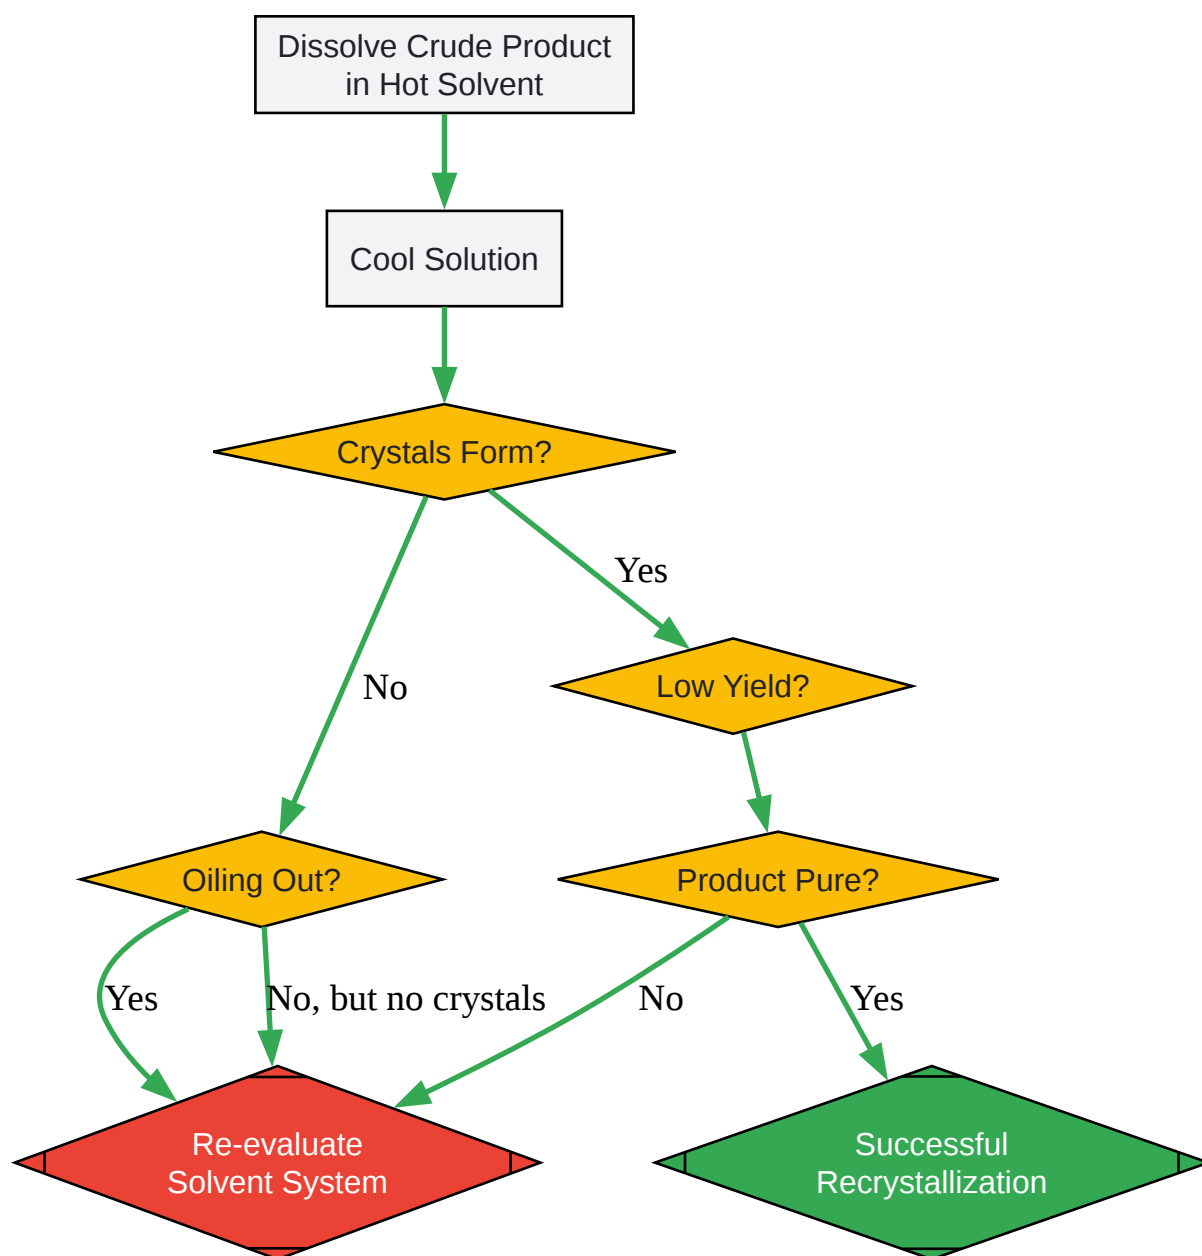 Dissolve Crude Product
in Hot Solvent
Cool Solution
Crystals Form?
Yes
No
Low Yield?
Oiling Out?
Product Pure?
Yes
No, but no crystals
No
Yes
Re-evaluate
Solvent System
Successful
Recrystallization